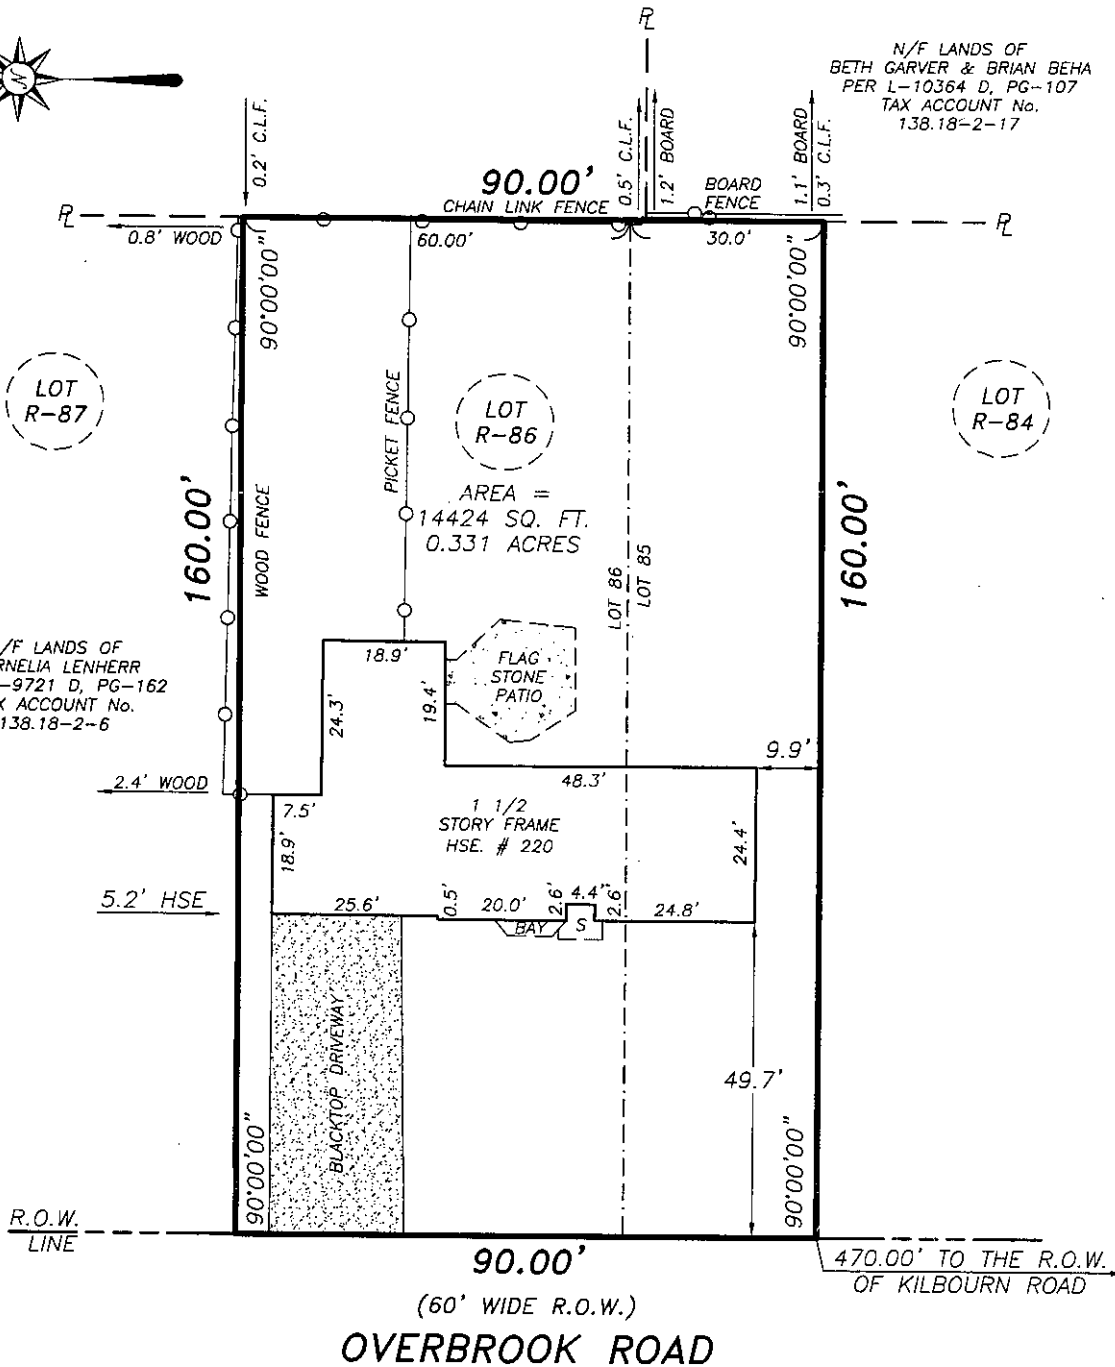 N
P L
N/F LANDS OF
BETH GARVER & BRIAN BEHA
PER L-10364 D, PG-107
TAX ACCOUNT No.
138.18-2-17
0.2' C.L.F.
0.5' C.L.F.
1.2' BOARD
1.1' BOARD
0.3' C.L.F.
90.00'
CHAIN LINK FENCE
BOARD
FENCE
P L
P L
0.8' WOOD
60.00'
30.0'
90°00'00"
90°00'00"
LOT
R-87
LOT
R-86
LOT
R-84
PICKET FENCE
AREA =
14424 SQ. FT.
0.331 ACRES
160.00'
WOOD FENCE
LOT 86
LOT 85
160.00'
/F LANDS OF
RNELIA LENHERR
-9721 D, PG-162
X ACCOUNT No.
138.18-2-6
18.9'
FLAG
STONE
PATIO
24.3'
19.4'
9.9'
2.4' WOOD
48.3'
7.5'
1 1/2
STORY FRAME
HSE. # 220
18.9'
24.4'
5.2' HSE
25.6'
0.5'
20.0'
2.6'
4.4'
2.6'
24.8'
BAY
S
BLACKTOP DRIVEWAY
49.7'
90°00'00"
90°00'00"
R.O.W.
LINE
90.00'
470.00' TO THE R.O.W.
OF KILBOURN ROAD
(60' WIDE R.O.W.)
OVERBROOK ROAD